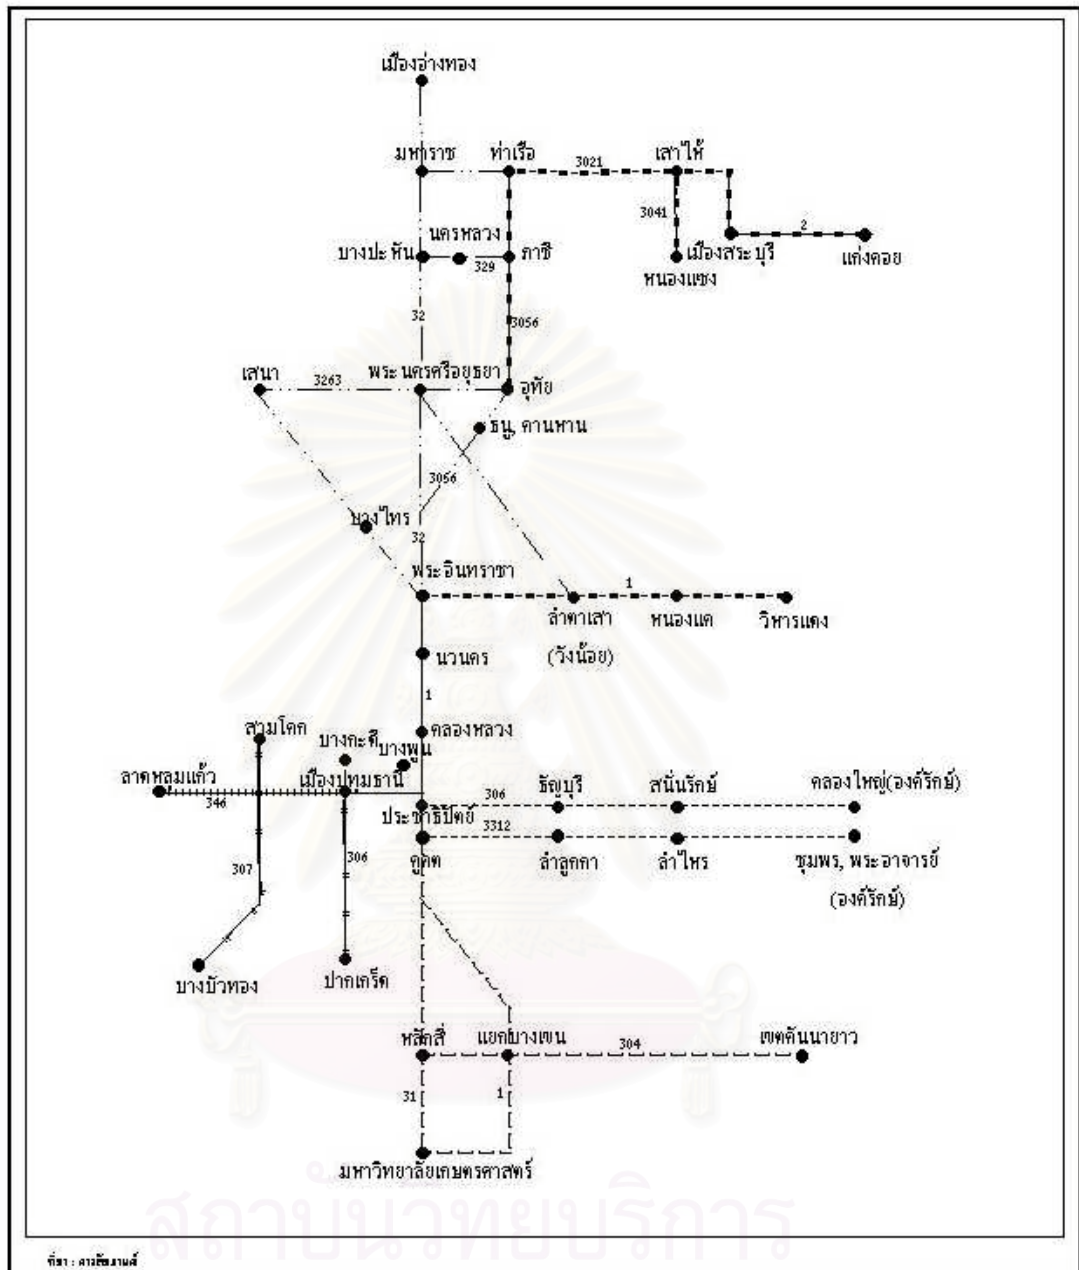 เมืองอ่างทอง
มหาราช
ท่าเรือ
3021
เสาไห้
3041
2
นครหลวง
บางปะหัน
329
ภาชี
เมืองสระบุรี
แก่งคอย
หนองแซง
32
3056
เสนา
3263
พระนครศรีอยุธยา
อุทัย
ธนู, คานหาม
3056
บางไทร
32
พระอินทราชา
1
ลำตาเสา
หนองแค
วิหารแดง
(วังน้อย)
นวนคร
1
สามโคก
บางกะดี
บางพูน
คลองหลวง
ลาดหลุมแก้ว
เมืองปทุมธานี
306
ธัญบุรี
สนั่นรักษ์
คลองใหญ่(องค์รักษ์)
346
ประชาธิปัตย์
3312
307
306
คูคต
ลำลูกกา
ลำไทร
ชุมพร, พระอาจารย์
(องค์รักษ์)
บางบัวทอง
ปากเกร็ด
หลักสี่
แยกบางเขน
304
เขตคันนายาว
31
1
มหาวิทยาลัยเกษตรศาสตร์
สถาบันวิทยบริการ